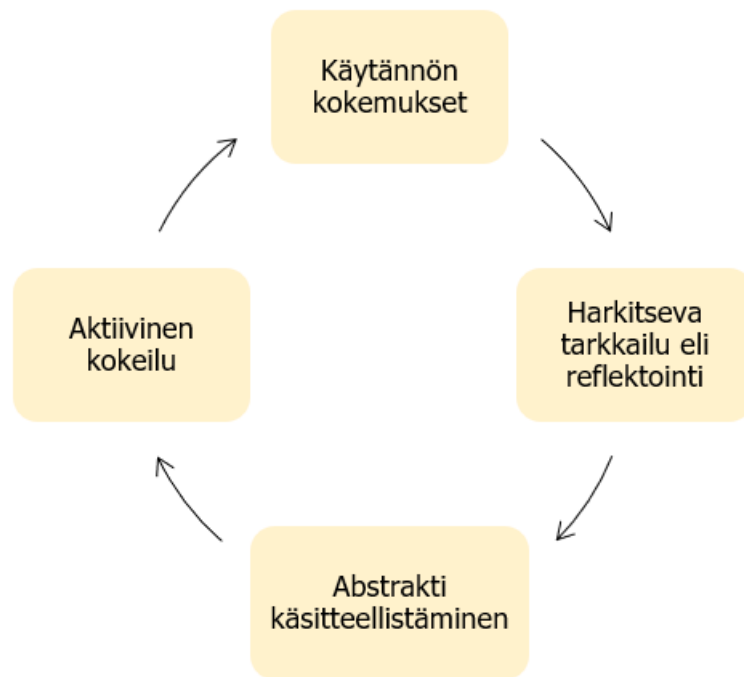 Käytännön
kokemukset
Harkitseva
tarkkailu eli
reflektointi
Abstrakti
käsitteellistäminen
Aktiivinen
kokeilu